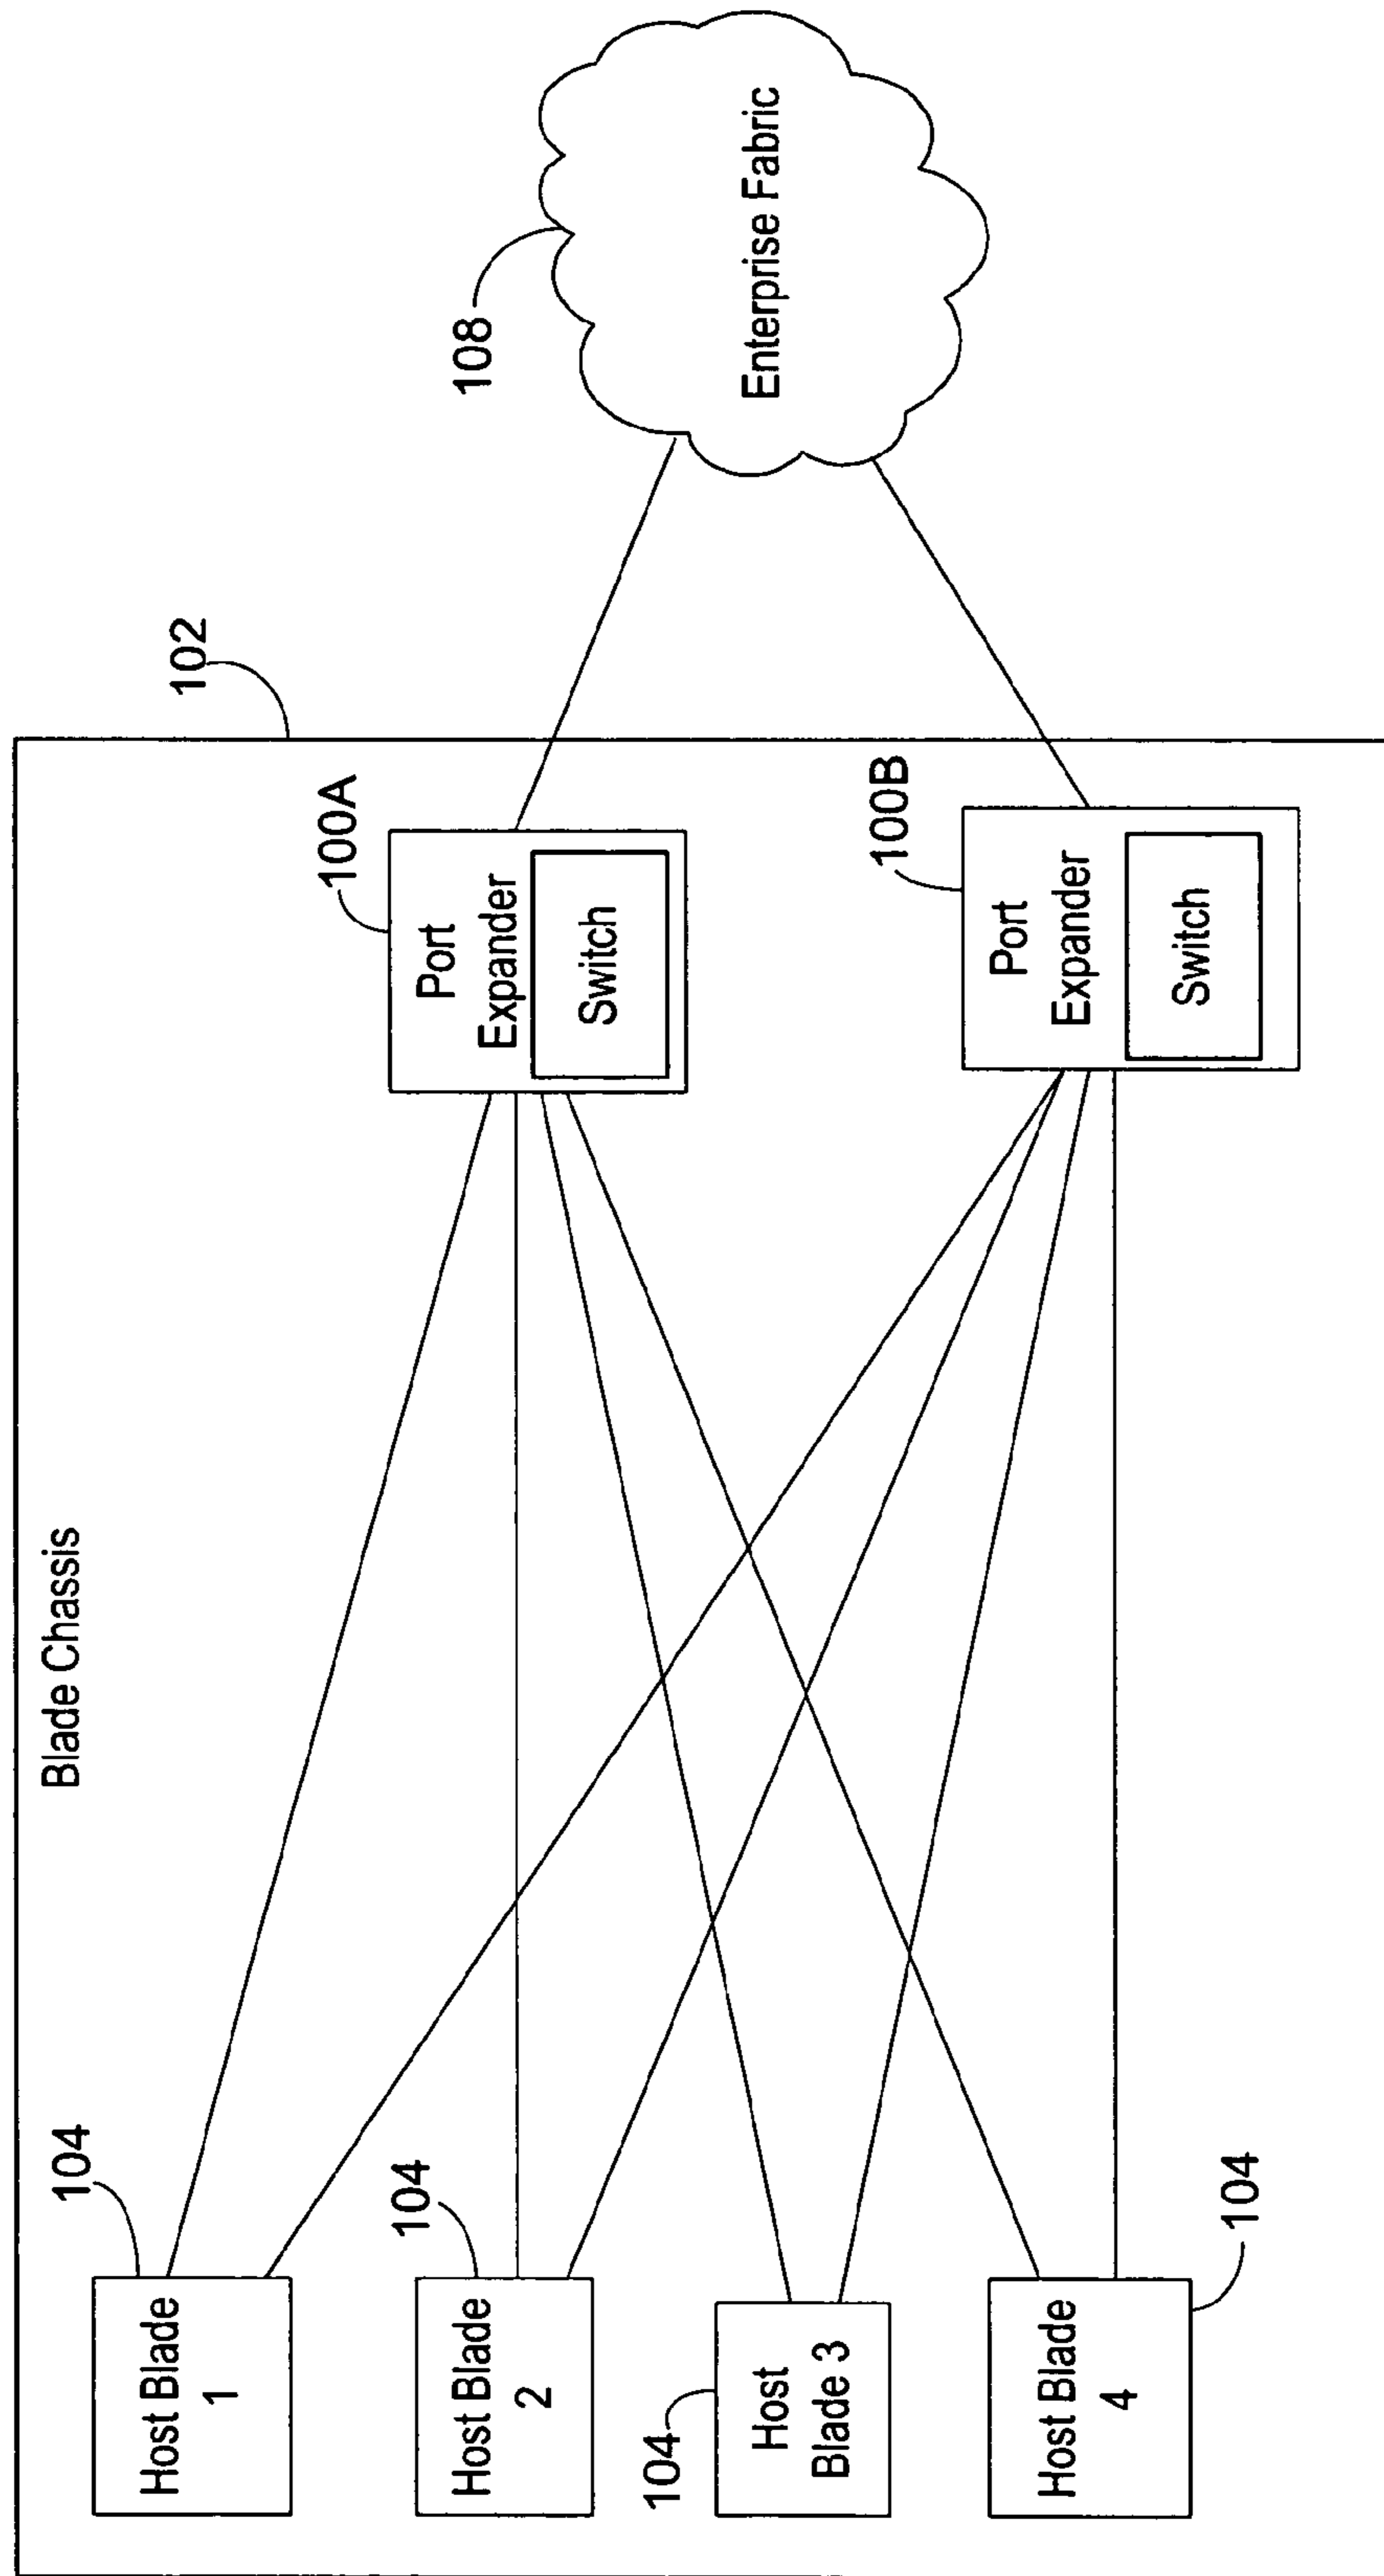 Blade Chassis
102
104
Host Blade
1
104
Host Blade
2
104
Host
Blade 3
104
Host Blade
4
100A
Port
Expander
Switch
100B
Port
Expander
Switch
108
Enterprise Fabric